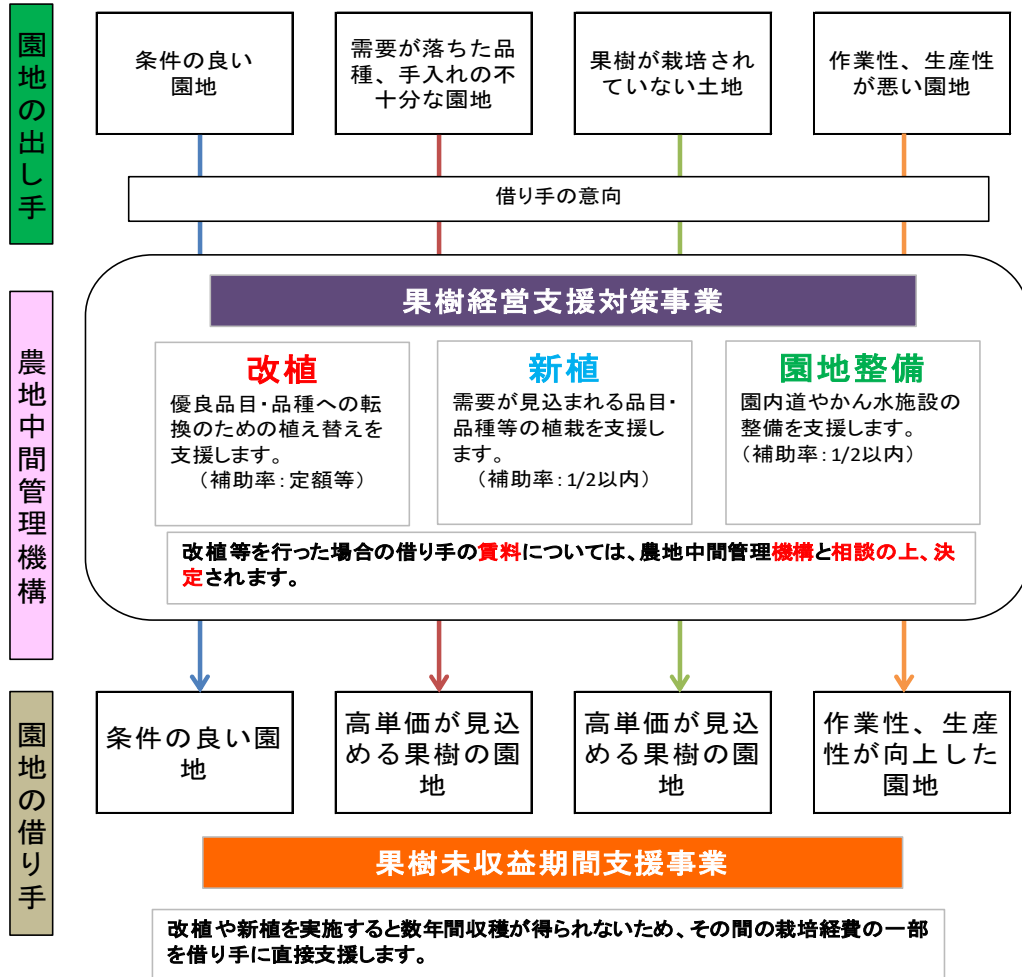 園地の出し手
条件の良い
園地
需要が落ちた品
種、手入れの不
十分な園地
果樹が栽培され
ていない土地
作業性、生産性
が悪い園地
借り手の意向
農地中間管理機構
果樹経営支援対策事業
改植
優良品目・品種への転
換のための植え替えを
支援します。
（補助率：定額等）
新植
需要が見込まれる品目・
品種等の植栽を支援し
ます。
（補助率：1/2以内）
園地整備
園内道やかん水施設の
整備を支援します。
（補助率：1/2以内）
改植等を行った場合の借り手の賃料については、農地中間管理機構と相談の上、決
定されます。
園地の借り手
条件の良い園
地
高単価が見込
める果樹の園
地
高単価が見込
める果樹の園
地
作業性、生産
性が向上した
園地
果樹未収益期間支援事業
改植や新植を実施すると数年間収穫が得られないため、その間の栽培経費の一部
を借り手に直接支援します。